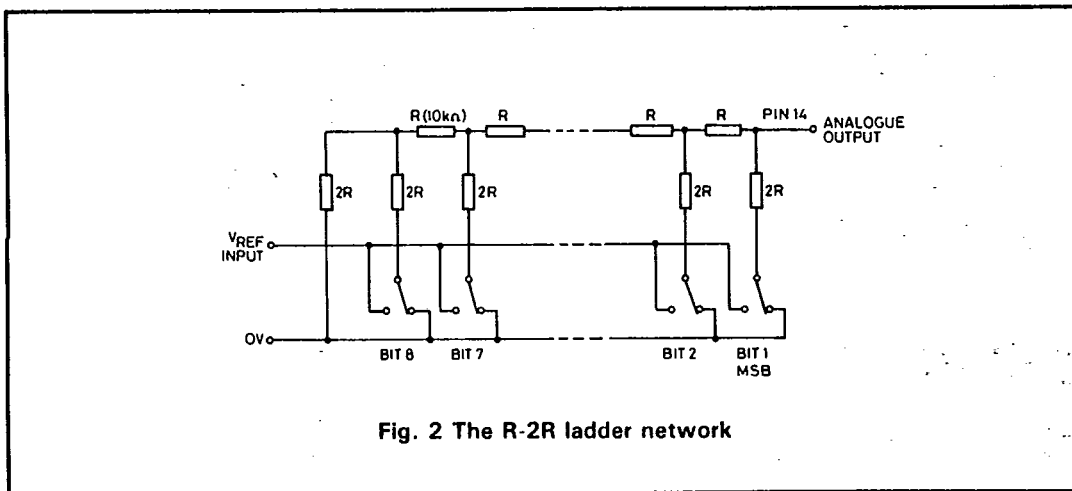 R(10kΩ) R R R PIN 14 ANALOGUE
OUTPUT
2R 2R 2R 2R 2R
VREF
INPUT
0V
BIT 8 BIT 7 BIT 2 BIT 1
MSB
Fig. 2 The R-2R ladder network